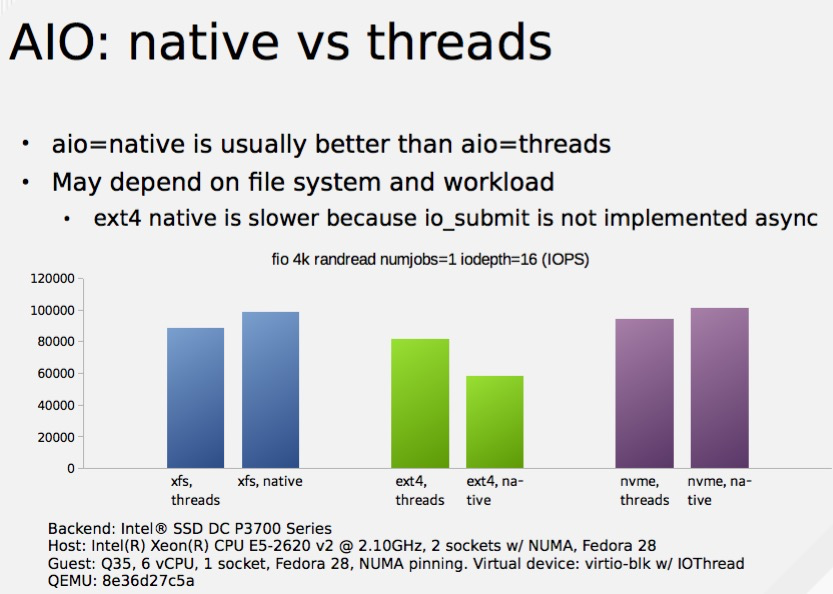 AIO: native vs threads
• aio=native is usually better than aio=threads
• May depend on file system and workload
• ext4 native is slower because io_submit is not implemented async
fio 4k randread numjobs=1 iodepth=16 (IOPS)
120000
100000
80000
60000
40000
20000
0
xfs,
threads
xfs, native
ext4,
threads
ext4, na-
tive
nvme,
threads
nvme, na-
tive
Backend: Intel® SSD DC P3700 Series
Host: Intel(R) Xeon(R) CPU E5-2620 v2 @ 2.10GHz, 2 sockets w/ NUMA, Fedora 28
Guest: Q35, 6 vCPU, 1 socket, Fedora 28, NUMA pinning. Virtual device: virtio-blk w/ IOThread
QEMU: 8e36d27c5a